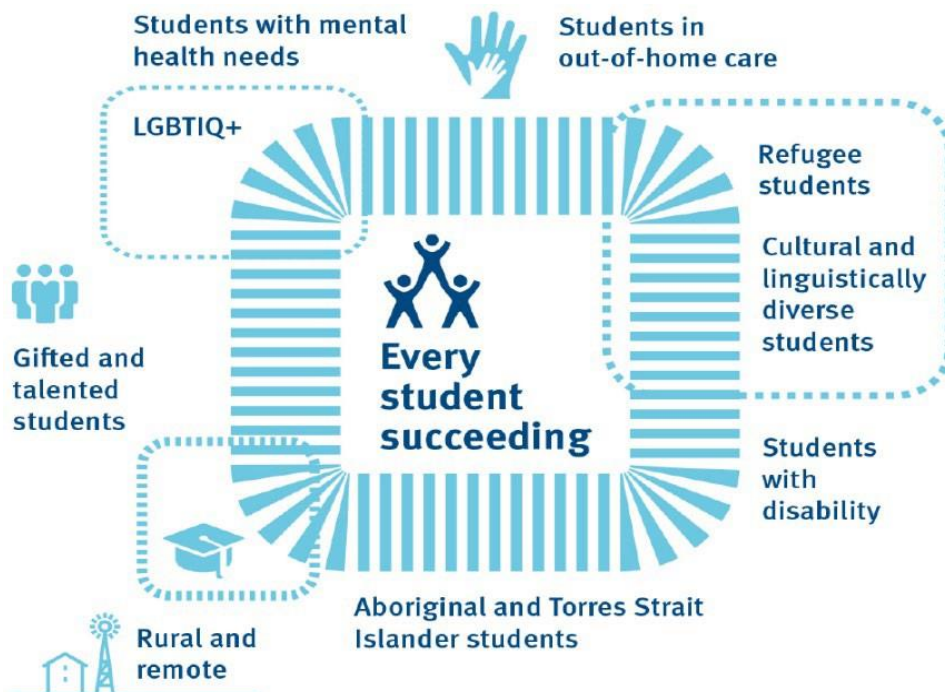 Students with mental
health needs
Students in
out-of-home care
LGBTIQ+
Refugee
students
Cultural and
linguistically
diverse
students
Every
student
succeeding
Gifted and
talented
students
Students
with
disability
Aboriginal and Torres Strait
Islander students
Rural and
remote